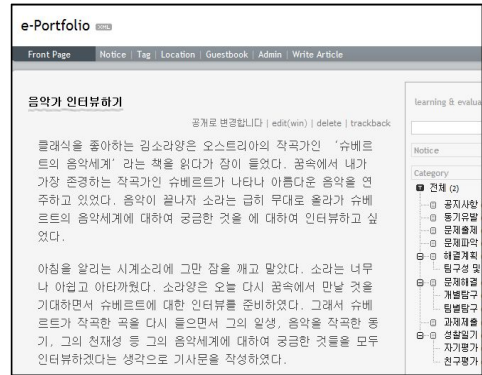 e-Portfolio XML
Front Page Notice | Tag | Location | Guestbook | Admin | Write Article
음악가 인터뷰하기
공개로 변경합니다 | edit(win) | delete | trackback
클래식을 좋아하는 김소라양은 오스트리아의 작곡가인 '슈베르
트의 음악세계' 라는 책을 읽다가 잠이 들었다. 꿈속에서 내가
가장 존경하는 작곡가인 슈베르트가 나타나 아름다운 음악을 연
주하고 있었다. 음악이 끝나자 소라는 급히 무대로 올라가 슈베
르트의 음악세계에 대하여 궁금한 것을 에 대하여 인터뷰하고 싶
었다.
아침을 알리는 시계소리에 그만 잠을 깨고 말았다. 소라는 너무
나 아쉽고 아타까웠다. 소라양은 오늘 다시 꿈속에서 만날 것을
기대하면서 슈베르트에 대한 인터뷰를 준비하였다. 그래서 슈베
르트가 작곡한 곡을 다시 들으면서 그의 일생, 음악을 작곡한 동
기, 그의 천재성 등 그의 음악세계에 대하여 궁금한 것들을 모두
인터뷰하겠다는 생각으로 기사문을 작성하였다.
learning & evalua
Notice
Category
전체 (2)
공지사항
동기유발
문제출제
문제파악
해결계획
팀구성 및
문제해결
개별탐구
팀별탐구
과제제출
성찰일기
자기평가
친구평가